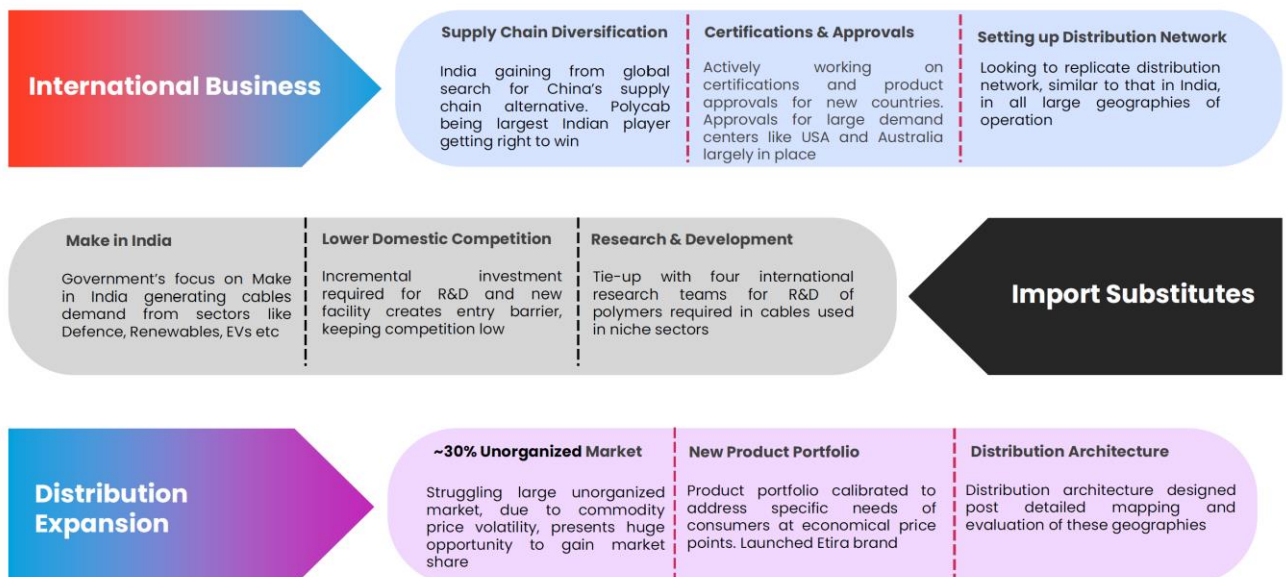 International Business
Supply Chain Diversification
India gaining from global
search for China's supply
chain alternative. Polycab
being largest Indian player
getting right to win
Certifications & Approvals
Actively working on
certifications and product
approvals for new countries.
Approvals for large demand
centers like USA and Australia
largely in place
Setting up Distribution Network
Looking to replicate distribution
network, similar to that in India,
in all large geographies of
operation
Make in India
Government's focus on Make
in India generating cables
demand from sectors like
Defence, Renewables, EVs etc
Lower Domestic Competition
Incremental investment
required for R&D and new
facility creates entry barrier,
keeping competition low
Research & Development
Tie-up with four international
research teams for R&D of
polymers required in cables used
in niche sectors
Import Substitutes
Distribution
Expansion
~30% Unorganized Market
Struggling large unorganized
market, due to commodity
price volatility, presents huge
opportunity to gain market
share
New Product Portfolio
Product portfolio calibrated to
address specific needs of
consumers at economical price
points. Launched Etira brand
Distribution Architecture
Distribution architecture designed
post detailed mapping and
evaluation of these geographies